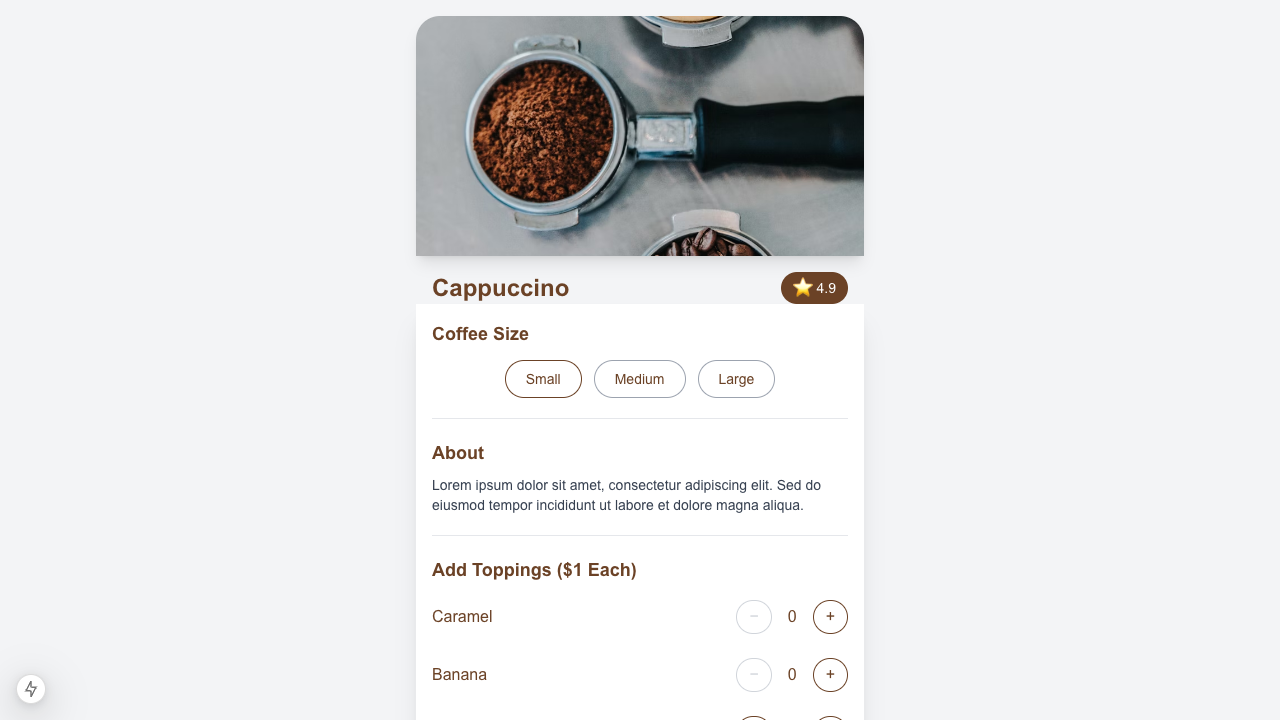 Cappuccino
⭐ 4.9
Coffee Size
Small Medium Large
About
Lorem ipsum dolor sit amet, consectetur adipiscing elit. Sed do
eiusmod tempor incididunt ut labore et dolore magna aliqua.
Add Toppings ($1 Each)
Caramel − 0 +
Banana − 0 +